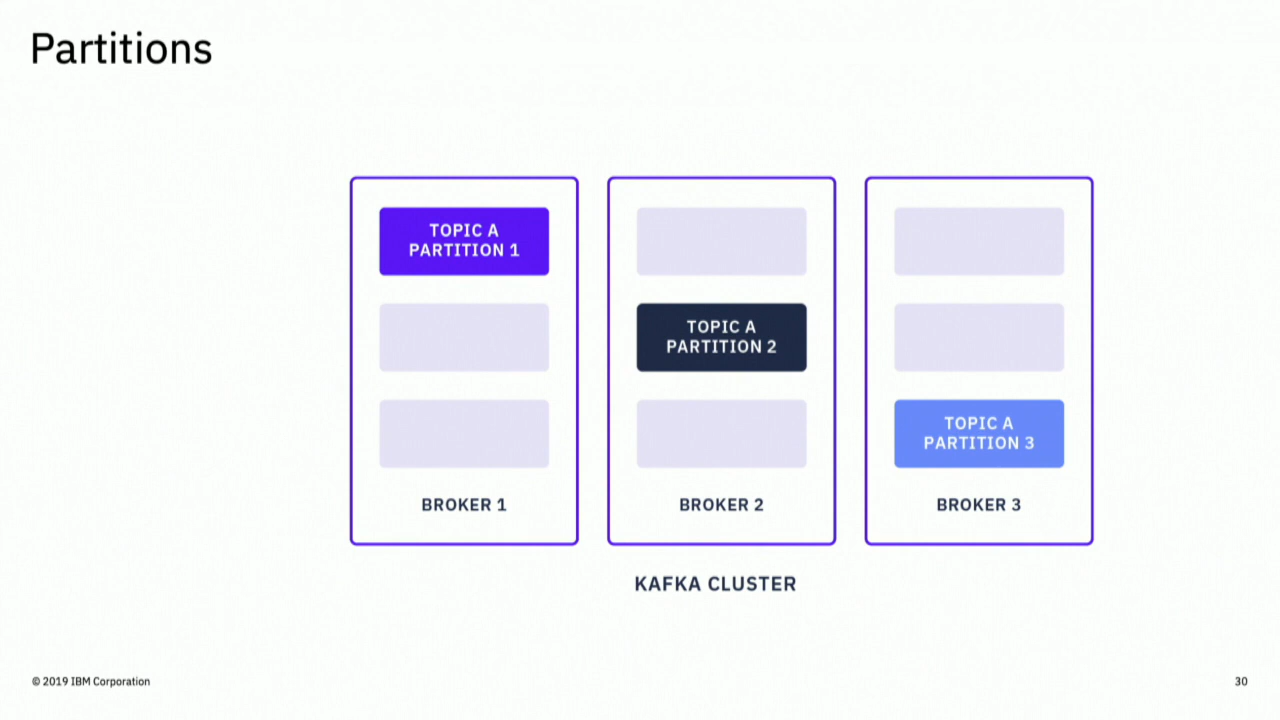 Partitions
TOPIC A
PARTITION 1
TOPIC A
PARTITION 2
TOPIC A
PARTITION 3
BROKER 1
BROKER 2
BROKER 3
KAFKA CLUSTER
© 2019 IBM Corporation
30